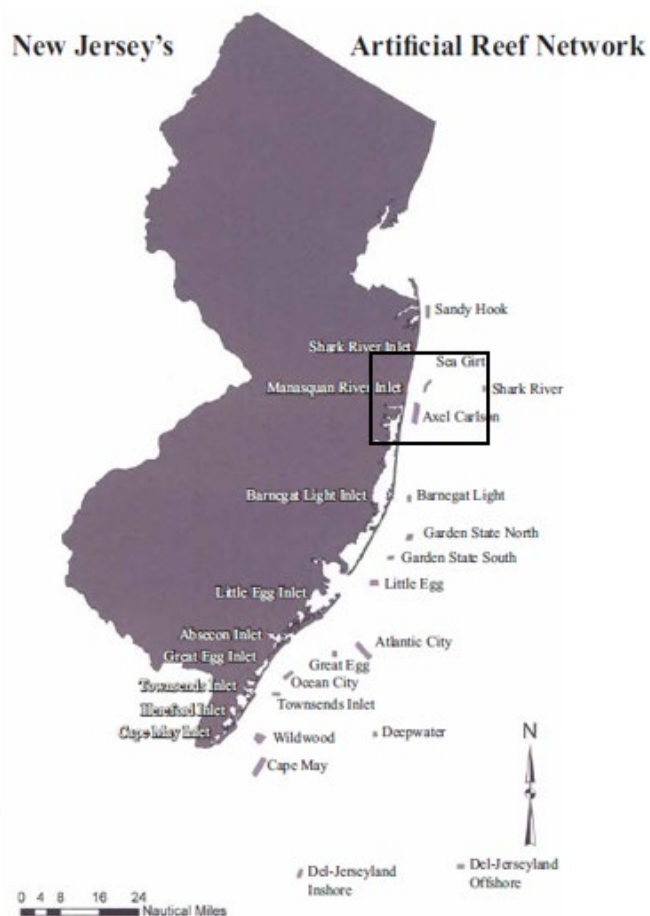 New Jersey's Artificial Reef Network
Sandy Hook
Shark River Inlet
Sea Girt
Manasquan River Inlet
Shark River
Axel Carlson
Barnegat Light Inlet
Barnegat Light
Garden State North
Garden State South
Little Egg Inlet
Little Egg
Absecon Inlet
Atlantic City
Great Egg Inlet
Great Egg
Ocean City
Townsends Inlet
Townsends Inlet
Hereford Inlet
Cape May Inlet
Wildwood
Deepwater
Cape May
N
Del-Jerseyland
Inshore
Del-Jerseyland
Offshore
0 4 8 16 24
Nautical Miles